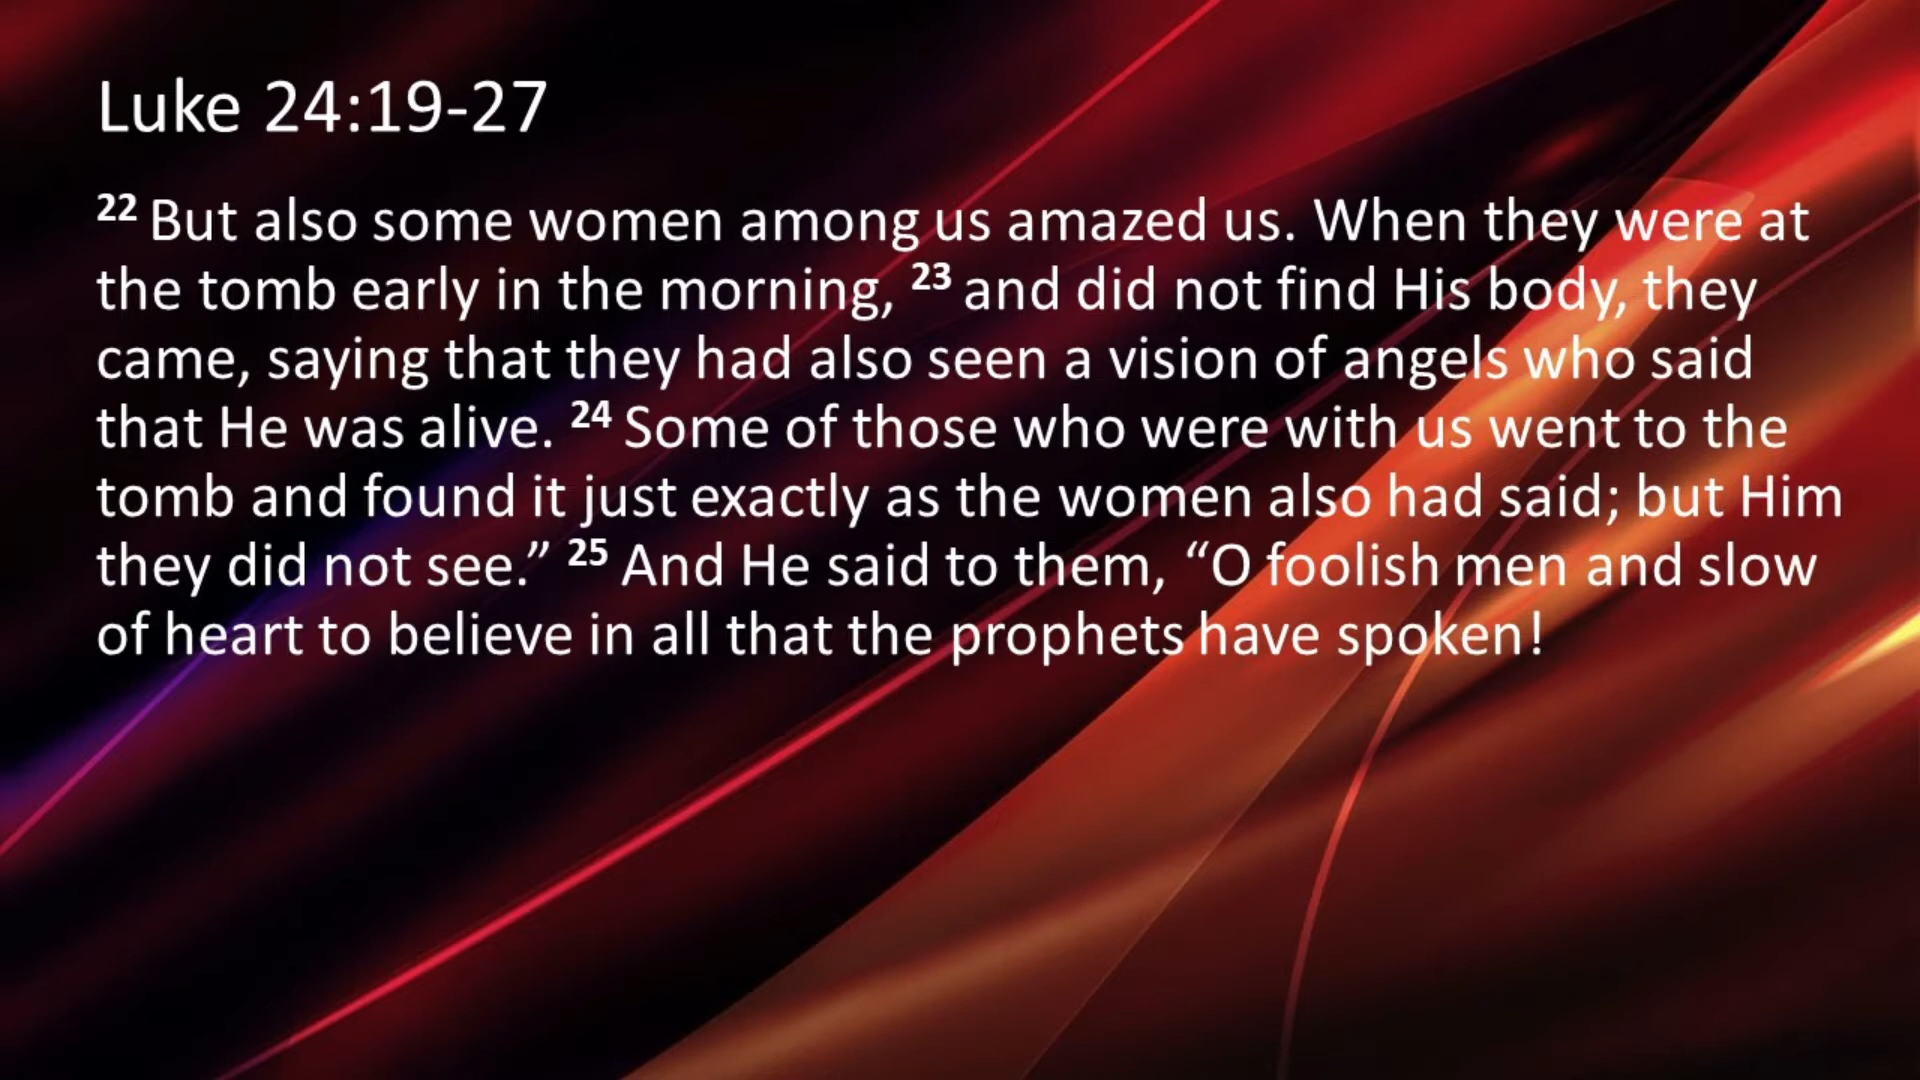 Luke 24:19-27
22 But also some women among us amazed us. When they were at
the tomb early in the morning, 23 and did not find His body, they
came, saying that they had also seen a vision of angels who said
that He was alive. 24 Some of those who were with us went to the
tomb and found it just exactly as the women also had said; but Him
they did not see.” 25 And He said to them, “O foolish men and slow
of heart to believe in all that the prophets have spoken!